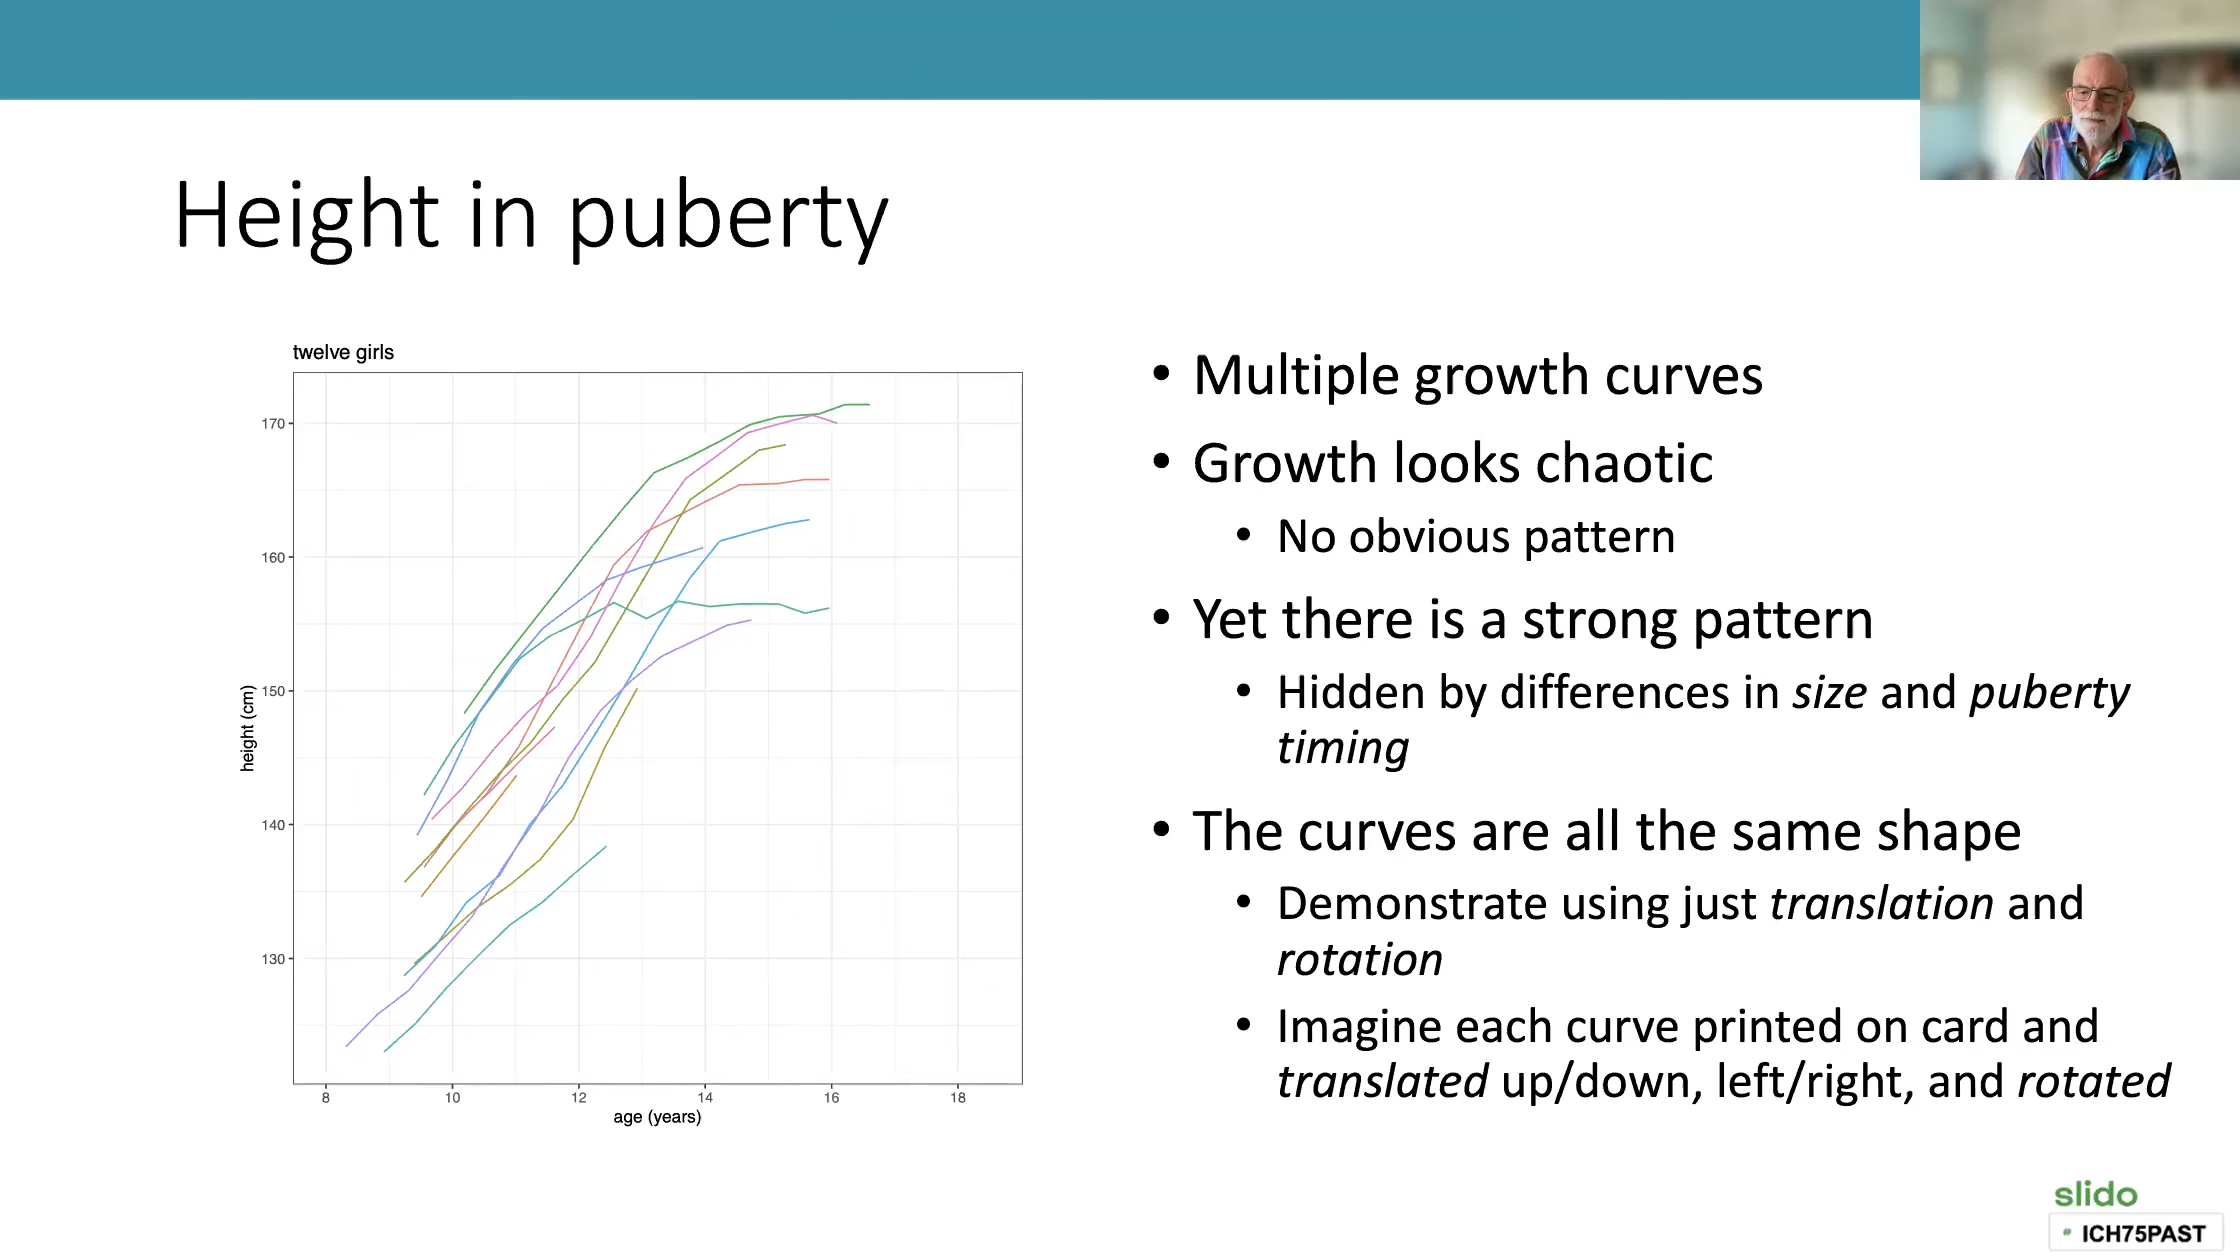 Height in puberty
twelve girls
170
160
150
140
130
height (cm)
8 10 12 14 16 18
age (years)
• Multiple growth curves
• Growth looks chaotic
• No obvious pattern
• Yet there is a strong pattern
• Hidden by differences in size and puberty
timing
• The curves are all the same shape
• Demonstrate using just translation and
rotation
• Imagine each curve printed on card and
translated up/down, left/right, and rotated
slido
# ICH75PAST